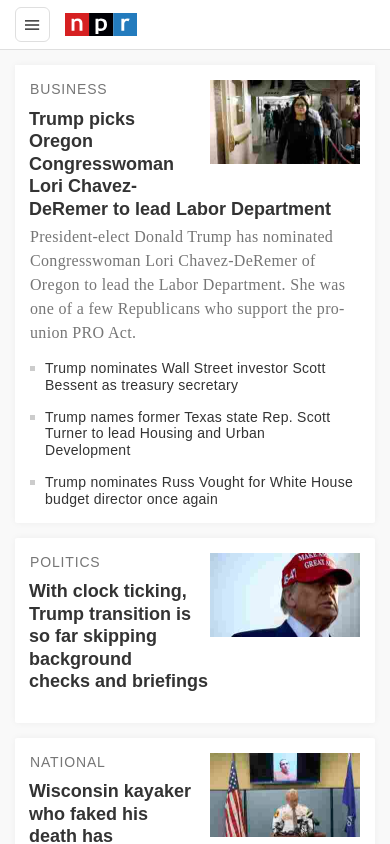 npr
BUSINESS
Trump picks
Oregon
Congresswoman
Lori Chavez-
DeRemer to lead Labor Department
President-elect Donald Trump has nominated
Congresswoman Lori Chavez-DeRemer of
Oregon to lead the Labor Department. She was
one of a few Republicans who support the pro-
union PRO Act.
Trump nominates Wall Street investor Scott
Bessent as treasury secretary
Trump names former Texas state Rep. Scott
Turner to lead Housing and Urban
Development
Trump nominates Russ Vought for White House
budget director once again
POLITICS
With clock ticking,
Trump transition is
so far skipping
background
checks and briefings
45-47
NATIONAL
Wisconsin kayaker
who faked his
death has